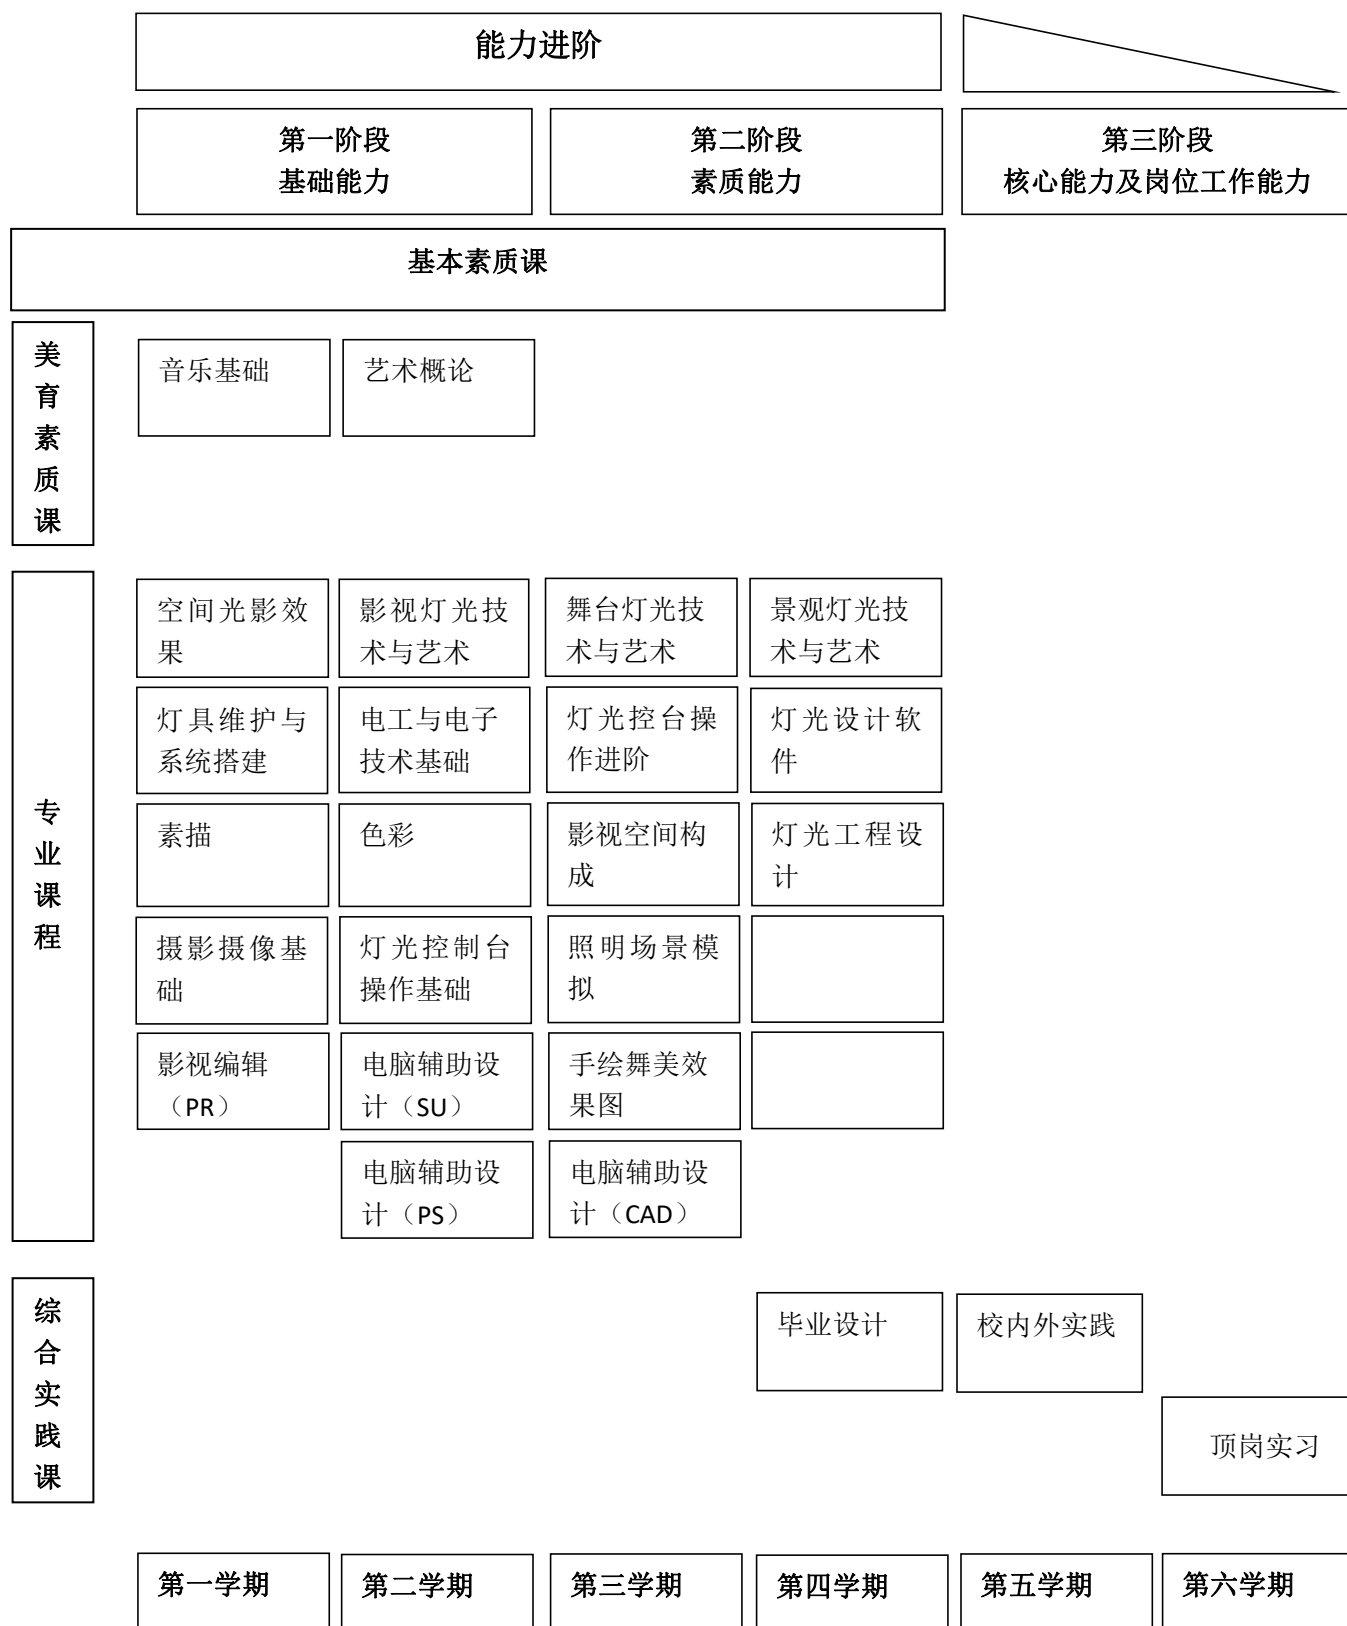 能力进阶
第一阶段
基础能力
第二阶段
素质能力
第三阶段
核心能力及岗位工作能力
基本素质课
美
育
素
质
课
音乐基础
艺术概论
专
业
课
程
空间光影效
果
影视灯光技
术与艺术
舞台灯光技
术与艺术
景观灯光技
术与艺术
灯具维护与
系统搭建
电工与电子
技术基础
灯光控台操
作进阶
灯光设计软
件
素描
色彩
影视空间构
成
灯光工程设
计
摄影摄像基
础
灯光控制台
操作基础
照明场景模
拟
影视编辑
（PR）
电脑辅助设
计（SU）
手绘舞美效
果图
电脑辅助设
计（PS）
电脑辅助设
计（CAD）
综
合
实
践
课
毕业设计
校内外实践
顶岗实习
第一学期
第二学期
第三学期
第四学期
第五学期
第六学期